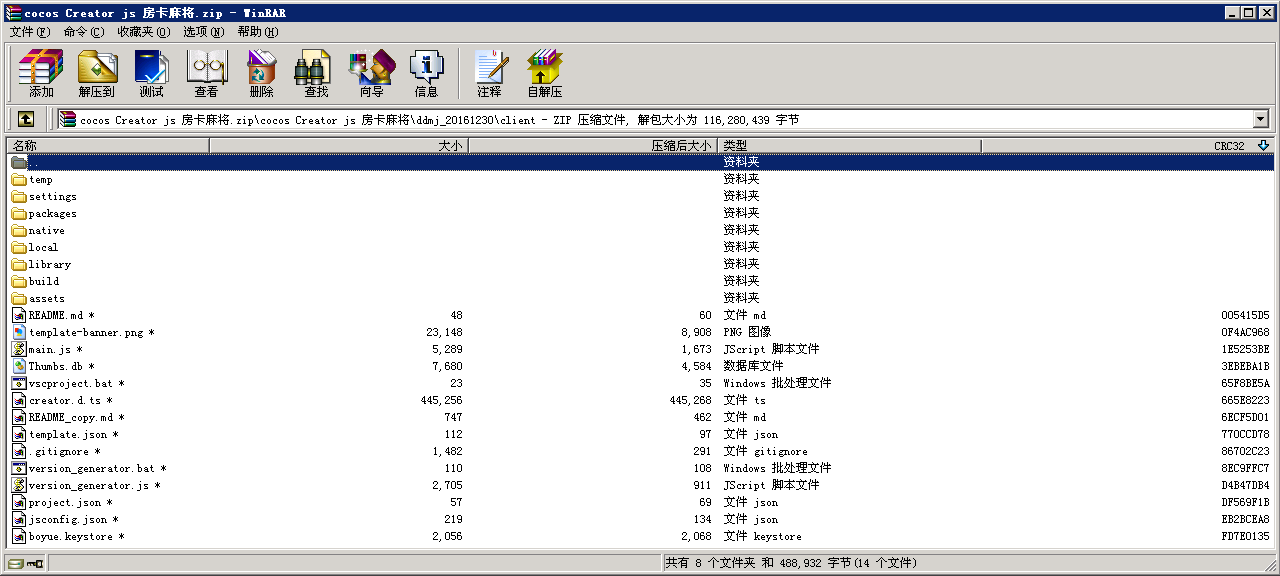 cocos Creator js 房卡麻将.zip - WinRAR
文件(F) 命令(C) 收藏夹(O) 选项(N) 帮助(H)
添加 解压到 测试 查看 删除 查找 向导 信息 注释 自解压
cocos Creator js 房卡麻将.zip\cocos Creator js 房卡麻将\ddmj_20161230\client - ZIP 压缩文件, 解包大小为 116,280,439 字节
名称 大小 压缩后大小 类型 CRC32
.. 资料夹
temp 资料夹
settings 资料夹
packages 资料夹
native 资料夹
local 资料夹
library 资料夹
build 资料夹
assets 资料夹
README.md * 48 60 文件 md 005415D5
template-banner.png * 23,148 8,908 PNG 图像 0F4AC968
main.js * 5,289 1,673 JScript 脚本文件 1E5253BE
Thumbs.db * 7,680 4,584 数据库文件 3EBEBA1B
vscproject.bat * 23 35 Windows 批处理文件 65F8BE5A
creator.d.ts * 445,256 445,268 文件 ts 665E8223
README_copy.md * 747 462 文件 md 6ECF5D01
template.json * 112 97 文件 json 770CCD78
.gitignore * 1,482 291 文件 gitignore 86702C23
version_generator.bat * 110 108 Windows 批处理文件 8EC9FFC7
version_generator.js * 2,705 911 JScript 脚本文件 D4B47DB4
project.json * 57 69 文件 json DF569F1B
jsconfig.json * 219 134 文件 json EB2BCEA8
boyue.keystore * 2,056 2,068 文件 keystore FD7E0135
共有 8 个文件夹 和 488,932 字节(14 个文件)